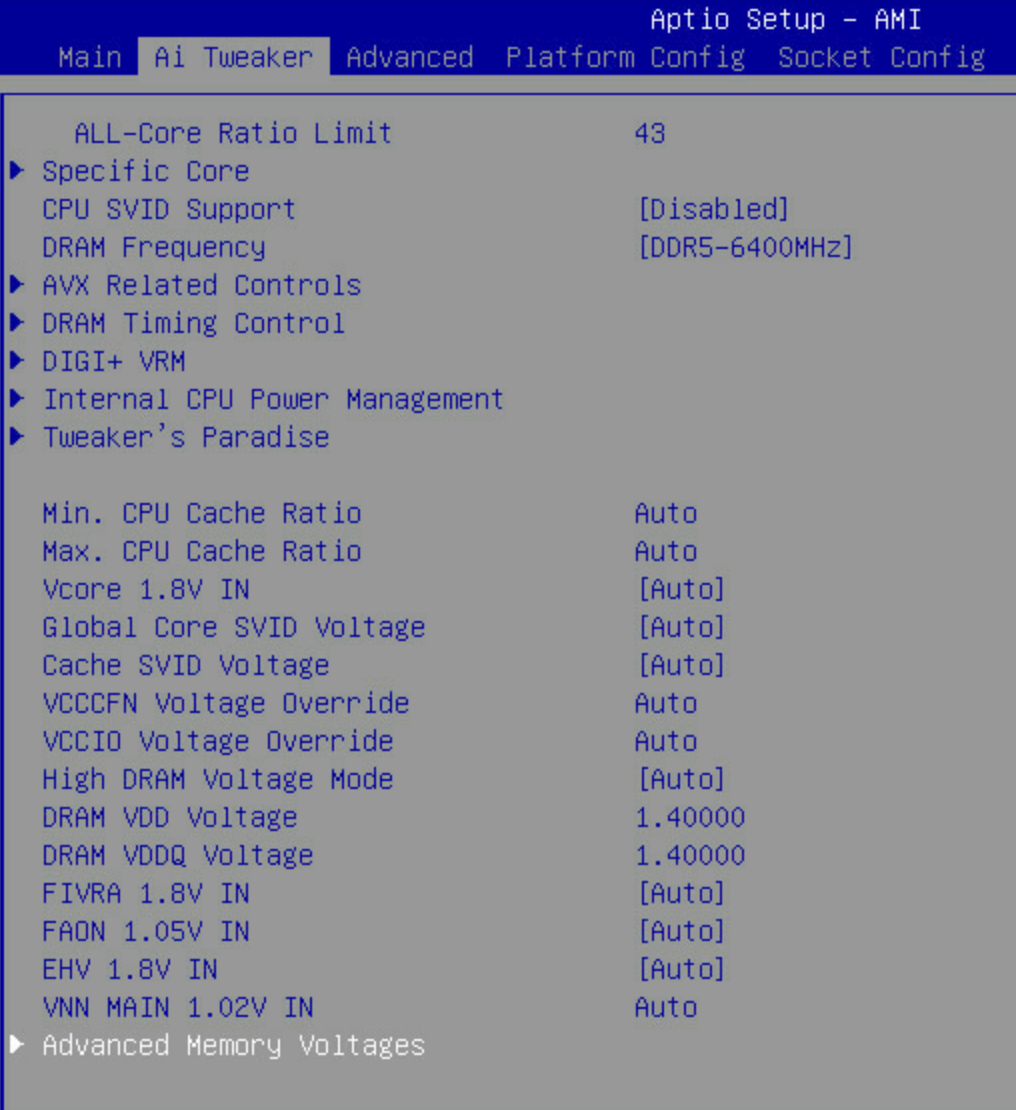 Aptio Setup - AMI
Main Ai Tweaker Advanced Platform Config Socket Config
ALL-Core Ratio Limit 43
Specific Core
CPU SVID Support [Disabled]
DRAM Frequency [DDR5-6400MHz]
AVX Related Controls
DRAM Timing Control
DIGI+ VRM
Internal CPU Power Management
Tweaker's Paradise
Min. CPU Cache Ratio Auto
Max. CPU Cache Ratio Auto
Vcore 1.8V IN [Auto]
Global Core SVID Voltage [Auto]
Cache SVID Voltage [Auto]
VCCCFN Voltage Override Auto
VCCIO Voltage Override Auto
High DRAM Voltage Mode [Auto]
DRAM VDD Voltage 1.40000
DRAM VDDQ Voltage 1.40000
FIVRA 1.8V IN [Auto]
FAON 1.05V IN [Auto]
EHV 1.8V IN [Auto]
VNN MAIN 1.02V IN Auto
Advanced Memory Voltages